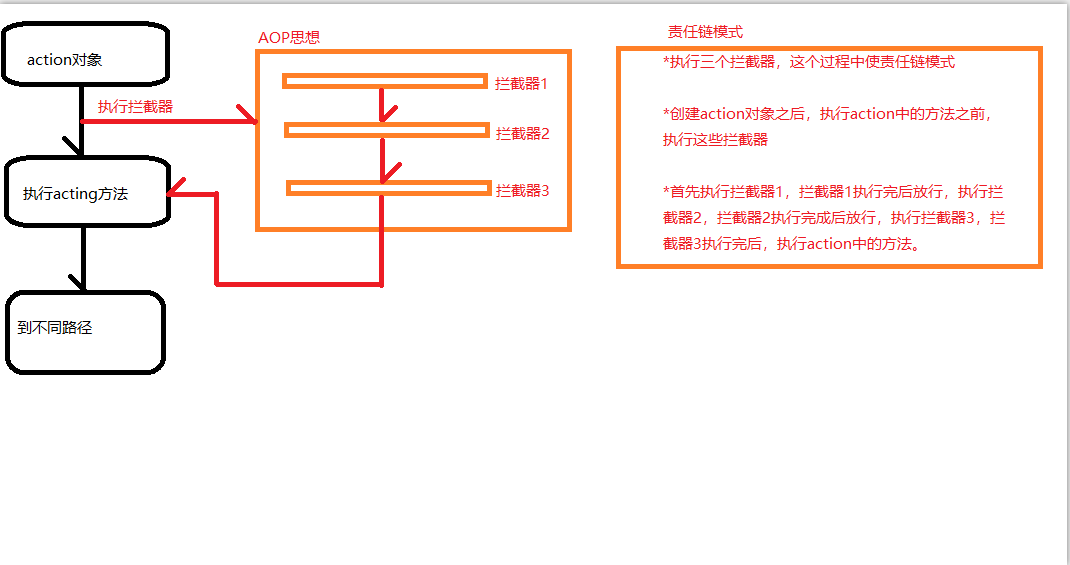 action对象
执行拦截器
执行acting方法
到不同路径
AOP思想
拦截器1
拦截器2
拦截器3
责任链模式
*执行三个拦截器，这个过程中使责任链模式
*创建action对象之后，执行action中的方法之前，
执行这些拦截器
*首先执行拦截器1，拦截器1执行完后放行，执行拦
截器2，拦截器2执行完成后放行，执行拦截器3，拦
截器3执行完后，执行action中的方法。